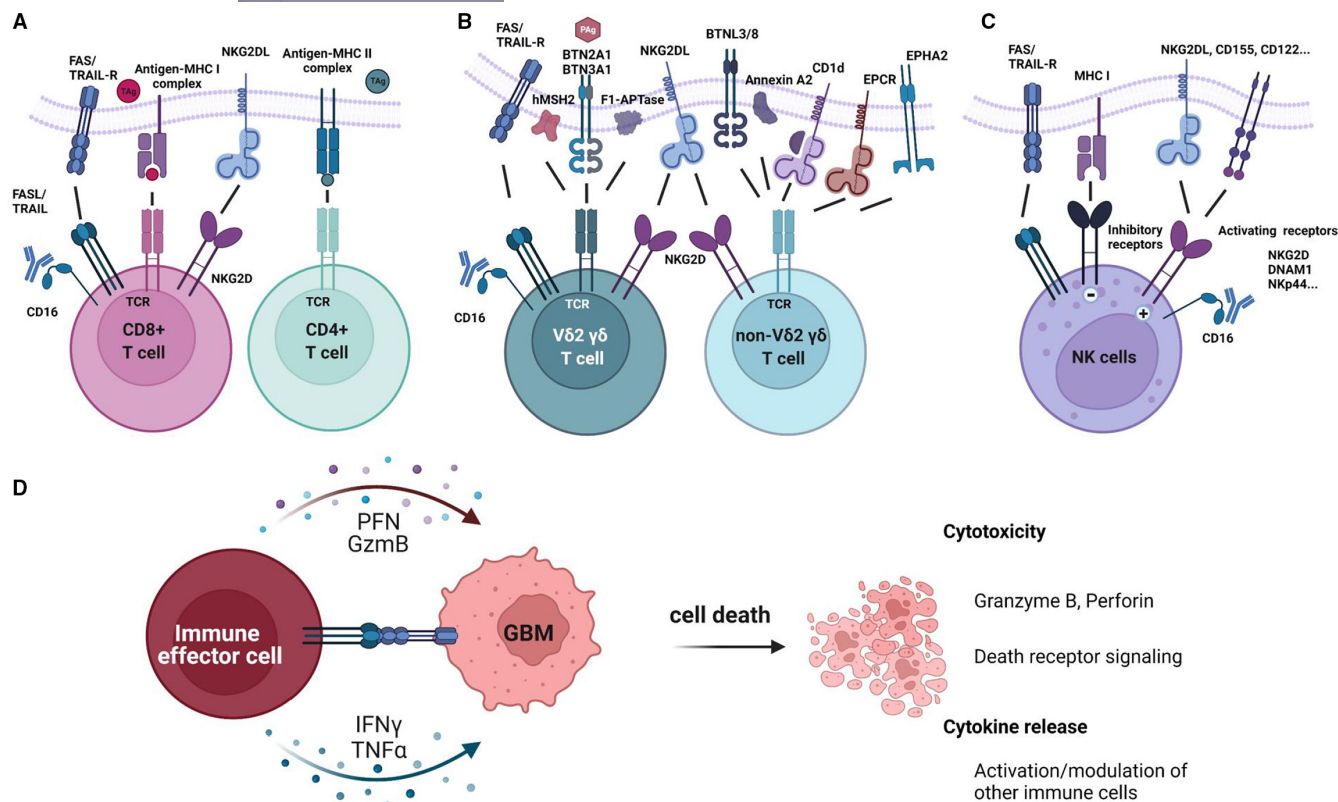 A
FAS/
TRAIL-R
TAg
Antigen-MHC I
complex
NKG2DL
Antigen-MHC II
complex
TAg
FASL/
TRAIL
CD16
TCR
NKG2D
TCR
CD8+
T cell
CD4+
T cell
B
FAS/
TRAIL-R
PAg
BTN2A1
BTN3A1
hMSH2
F1-APTase
NKG2DL
BTNL3/8
Annexin A2
CD1d
EPCR
EPHA2
CD16
TCR
NKG2D
TCR
Vδ2 γδ
T cell
non-Vδ2 γδ
T cell
C
FAS/
TRAIL-R
MHC I
NKG2DL, CD155, CD122...
Inhibitory
receptors
Activating receptors
NKG2D
DNAM1
NKp44...
-
+
CD16
NK cells
D
PFN
GzmB
Immune
effector cell
GBM
IFNγ
TNFα
cell death
Cytotoxicity
Granzyme B, Perforin
Death receptor signaling
Cytokine release
Activation/modulation of
other immune cells